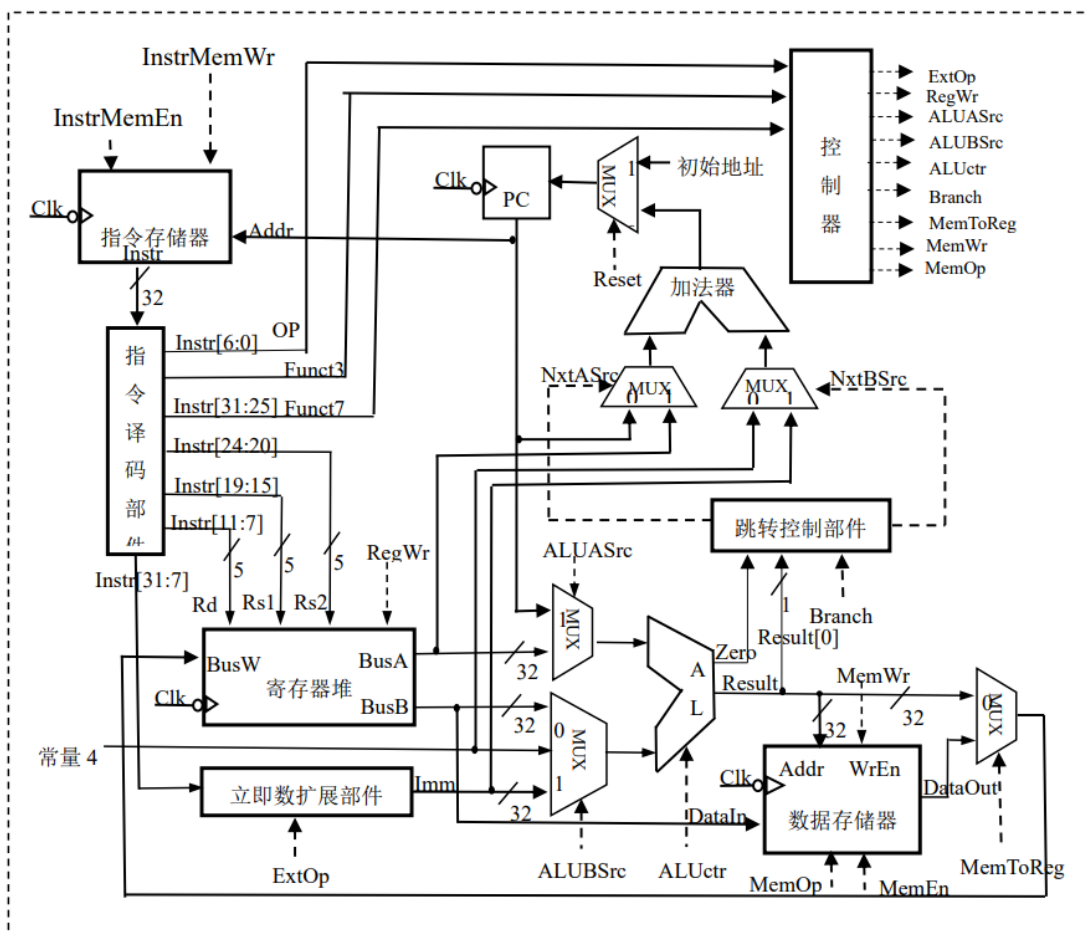 InstrMemWr
InstrMemEn
Clk
指令存储器
Addr
Instr
32
Clk
PC
MUX
1
初始地址
Reset
加法器
控制器
ExtOp
RegWr
ALUASrc
ALUBSrc
ALUctr
Branch
MemToReg
MemWr
MemOp
指令译码部
Instr[6:0]
OP
Funct3
Instr[31:25]
Funct7
Instr[24:20]
Instr[19:15]
Instr[11:7]
Instr[31:7]
NxtASrc
MUX
0
1
MUX
0
1
NxtBSrc
跳转控制部件
5
5
5
Rd
Rs1
Rs2
RegWr
ALUASrc
1
Branch
BusW
BusA
寄存器堆
BusB
Clk
32
1
MUX
Zero
Result[0]
A
L
Result
MemWr
32
32
32
0
MUX
常量 4
0
MUX
1
立即数扩展部件
Imm
32
DataIn
Clk
Addr
WrEn
数据存储器
DataOut
ExtOp
ALUBSrc
ALUctr
MemOp
MemEn
MemToReg